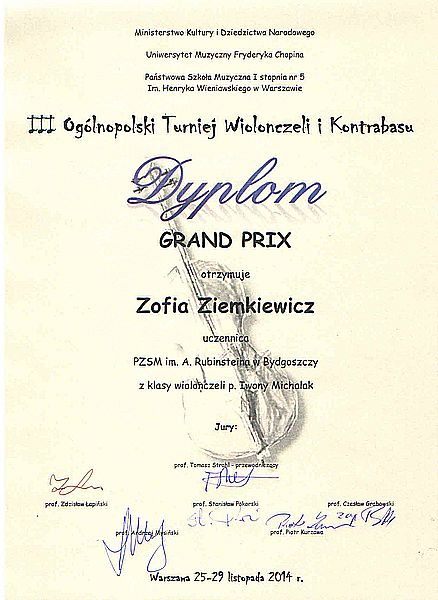 Ministerstwo Kultury i Dziedzictwa Narodowego
Uniwersytet Muzyczny Fryderyka Chopina
Państwowa Szkoła Muzyczna I stopnia nr 5
Im. Henryka Wieniawskiego w Warszawie
III Ogólnopolski Turniej Wiolonczeli i Kontrabasu
Dyplom
GRAND PRIX
otrzymuje
Zofia Ziemkiewicz
uczennica
PZSM im. A. Rubinsteina w Bydgoszczy
z klasy wiolonczeli p. Iwony Michalak
Jury:
prof. Tomasz Strahl - przewodniczący
prof. Zdzisław Łapiński prof. Stanisław Pokorski prof. Czesław Grabowski
prof. Andrzej Mysiński prof. Piotr Kurzawa
Warszawa 25-29 listopada 2014 r.